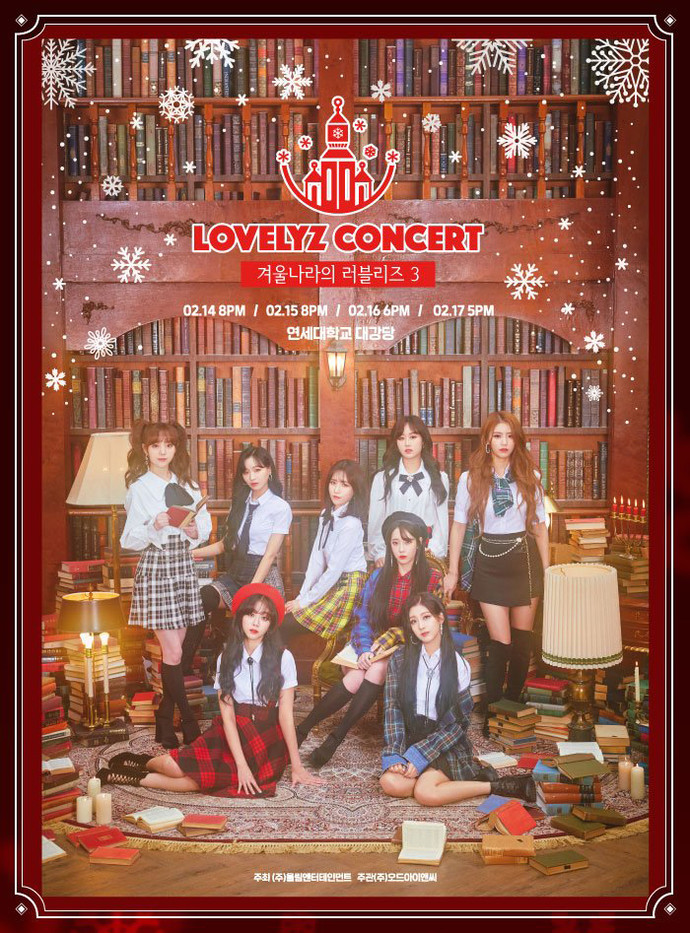 LOVELYZ CONCERT
겨울나라의 러블리즈 3
02.14 8PM / 02.15 8PM / 02.16 6PM / 02.17 5PM
연세대학교 대강당
주최 (주)울림엔터테인먼트 주관(주)오드아이앤씨